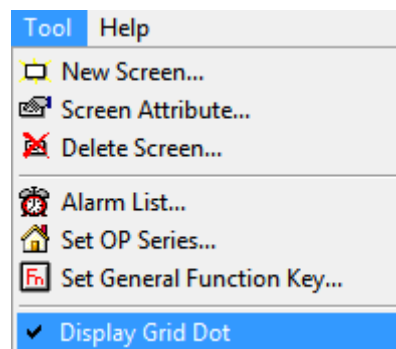 Tool Help
New Screen...
Screen Attribute...
Delete Screen...
Alarm List...
Set OP Series...
Fn Set General Function Key...
Display Grid Dot